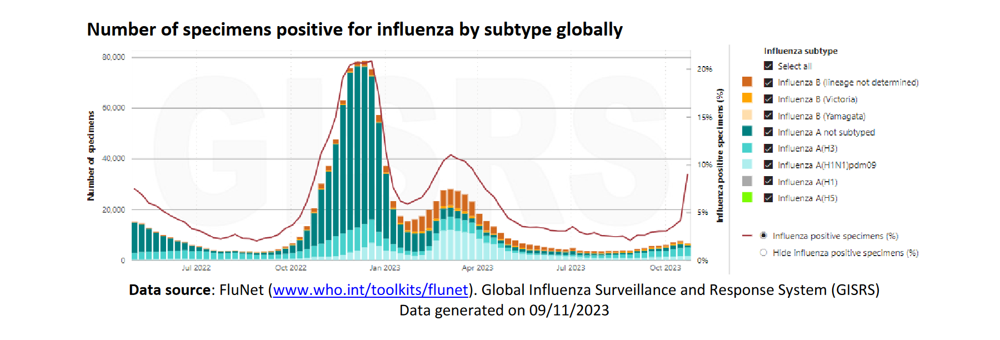 Number of specimens positive for influenza by subtype globally
GISRS
Number of specimens
80,000
60,000
40,000
20,000
0
Jul 2022
Oct 2022
Jan 2023
Apr 2023
Jul 2023
Oct 2023
20%
15%
10%
5%
0%
Influenza positive specimens (%)
Influenza subtype
Select all
Influenza B (lineage not determined)
Influenza B (Victoria)
Influenza B (Yamagata)
Influenza A not subtyped
Influenza A(H3)
Influenza A(H1N1)pdm09
Influenza A(H1)
Influenza A(H5)
Influenza positive specimens (%)
Hide influenza positive specimens (%)
Data source: FluNet (www.who.int/toolkits/flunet). Global Influenza Surveillance and Response System (GISRS)
Data generated on 09/11/2023